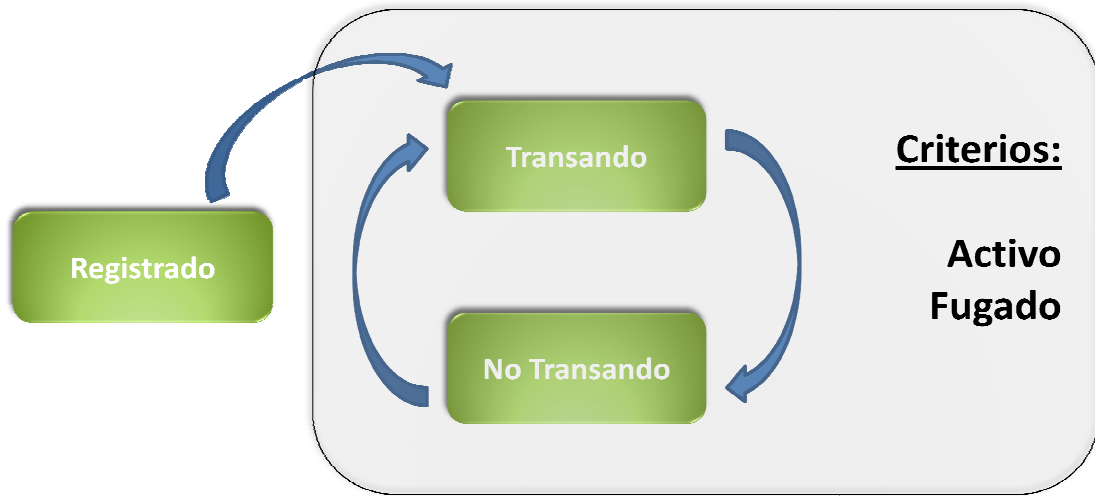 Transando
Criterios:
Registrado
Activo
Fugado
No Transando